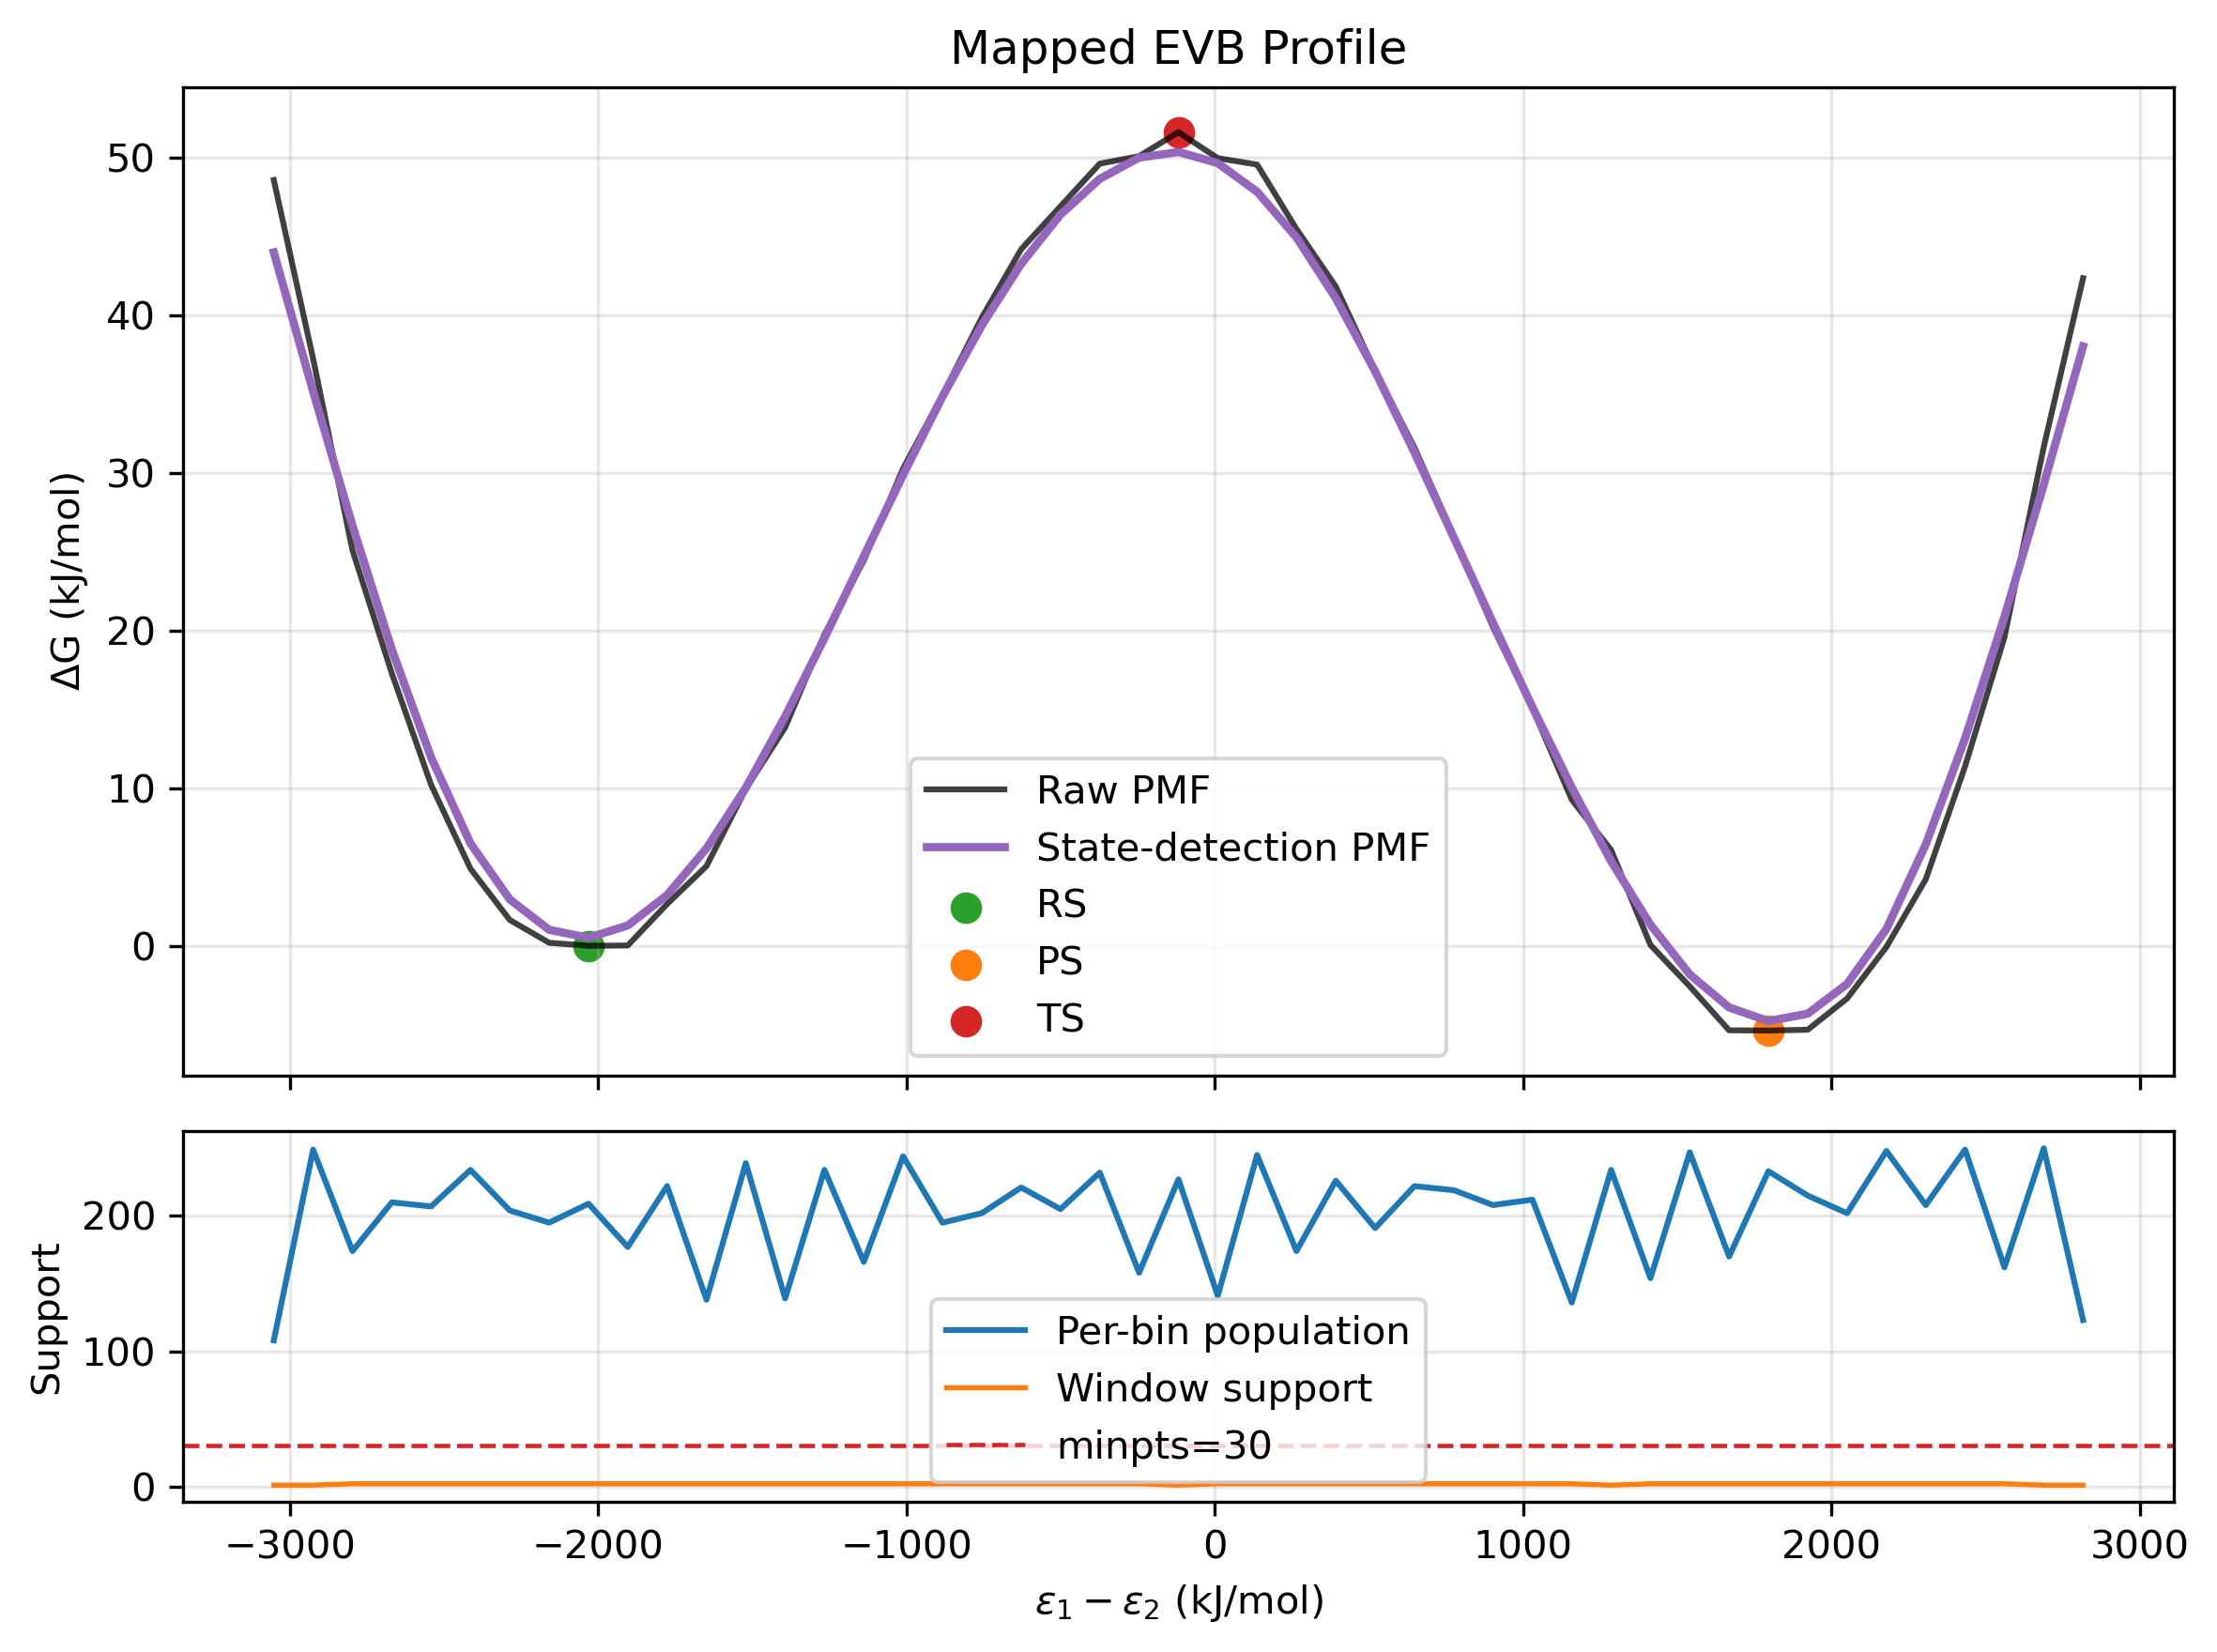 Mapped EVB Profile
50
40
30
20
10
0
ΔG (kJ/mol)
Raw PMF
State-detection PMF
RS
PS
TS
200
100
0
Support
Per-bin population
Window support
minpts=30
−3000
−2000
−1000
0
1000
2000
3000
ε₁ − ε₂ (kJ/mol)